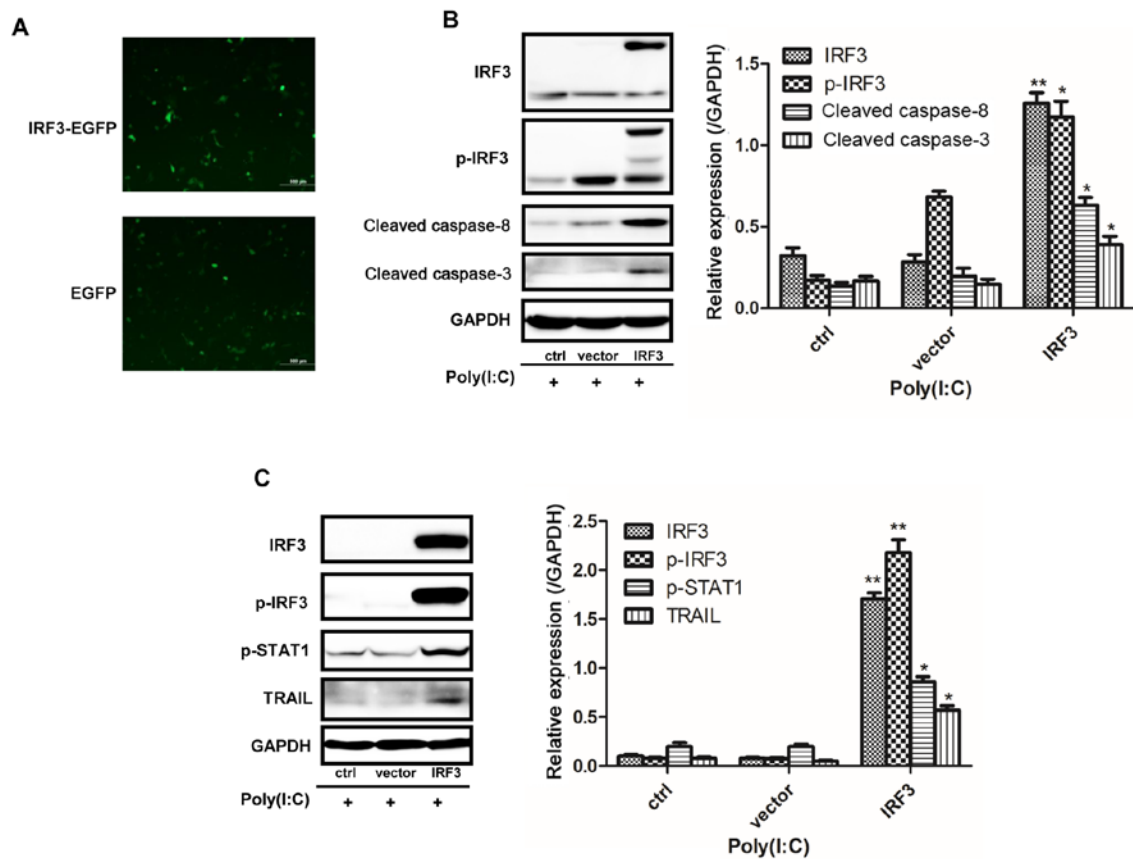 A
IRF3-EGFP
EGFP
B
IRF3
p-IRF3
Cleaved caspase-8
Cleaved caspase-3
GAPDH
ctrl vector IRF3
Poly(I:C) + + +
Relative expression (/GAPDH)
1.5
1.0
0.5
0.0
IRF3
p-IRF3
Cleaved caspase-8
Cleaved caspase-3
** * * *
ctrl vector IRF3
Poly(I:C)
C
IRF3
p-IRF3
p-STAT1
TRAIL
GAPDH
ctrl vector IRF3
Poly(I:C) + + +
Relative expression (/GAPDH)
2.5
2.0
1.5
1.0
0.5
0.0
IRF3
p-IRF3
p-STAT1
TRAIL
** ** * *
ctrl vector IRF3
Poly(I:C)